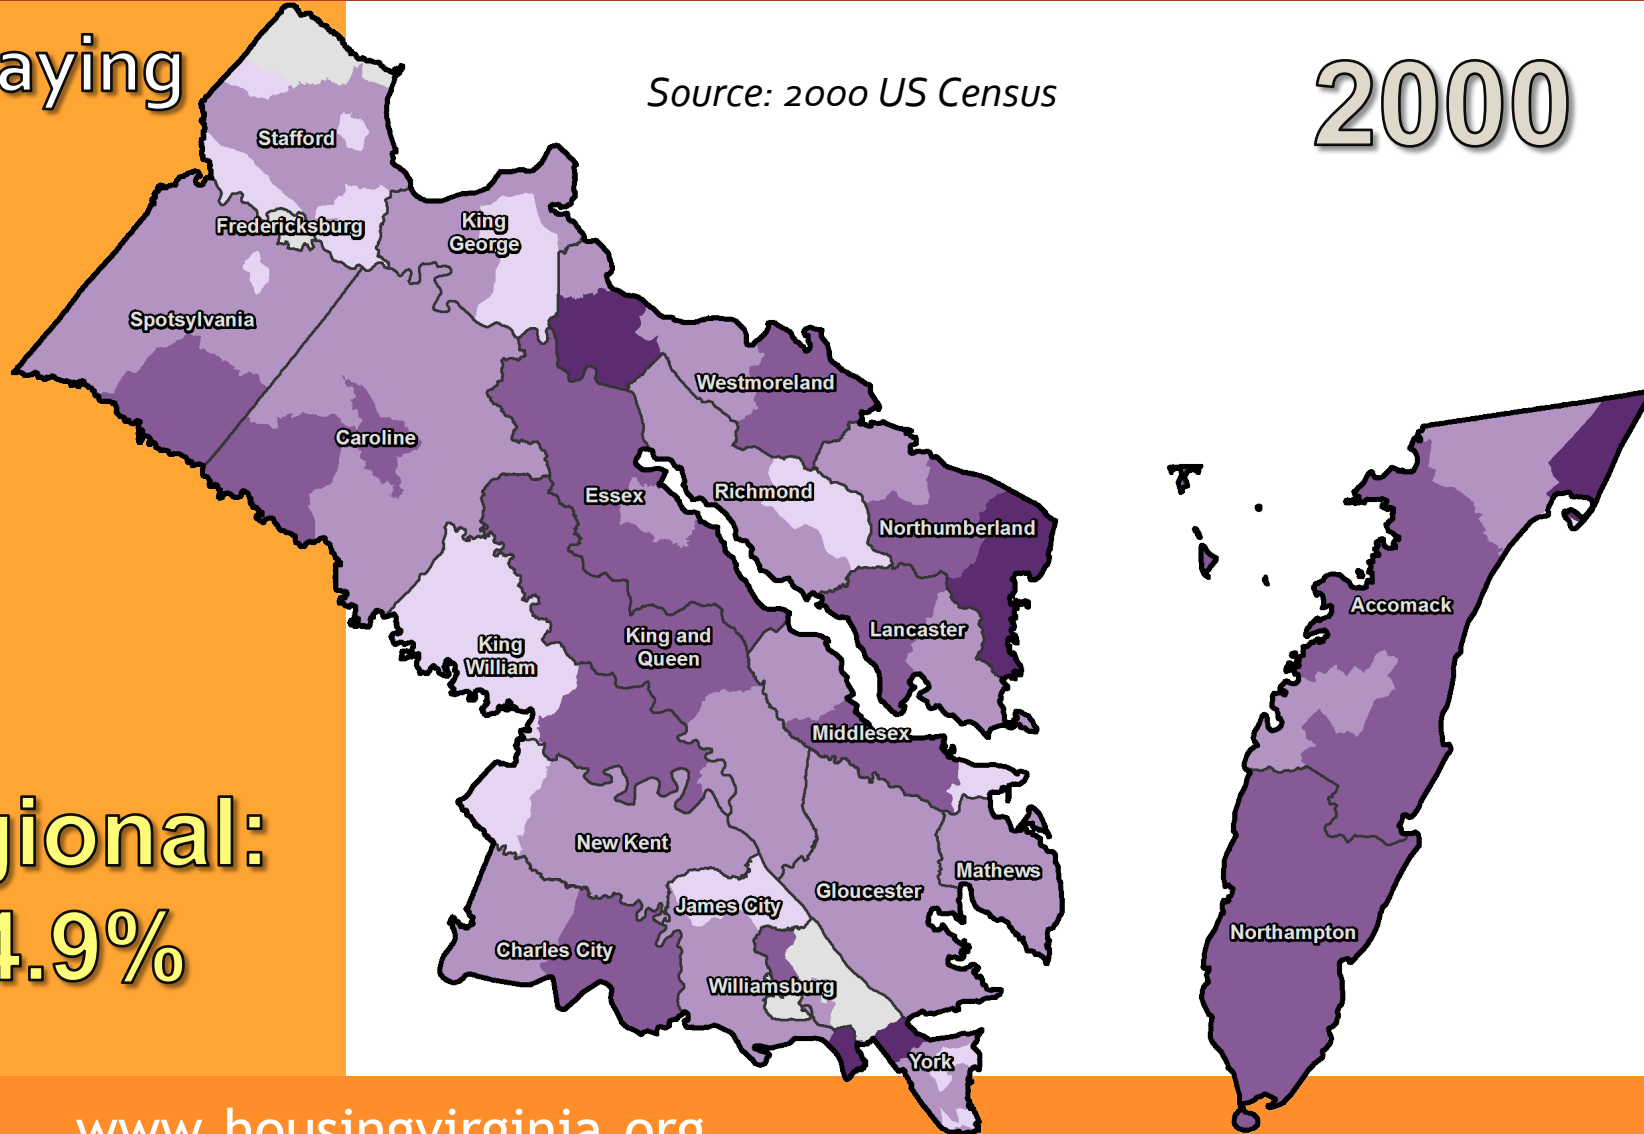 aying
Source: 2000 US Census
2000
Stafford
Fredericksburg
King
George
Spotsylvania
Westmoreland
Caroline
Essex
Richmond
Northumberland
Accomack
Lancaster
King and
Queen
King
William
Middlesex
New Kent
Mathews
gional:
Gloucester
James City
4.9%
Charles City
Northampton
Williamsburg
York
www.housingvirginia.org